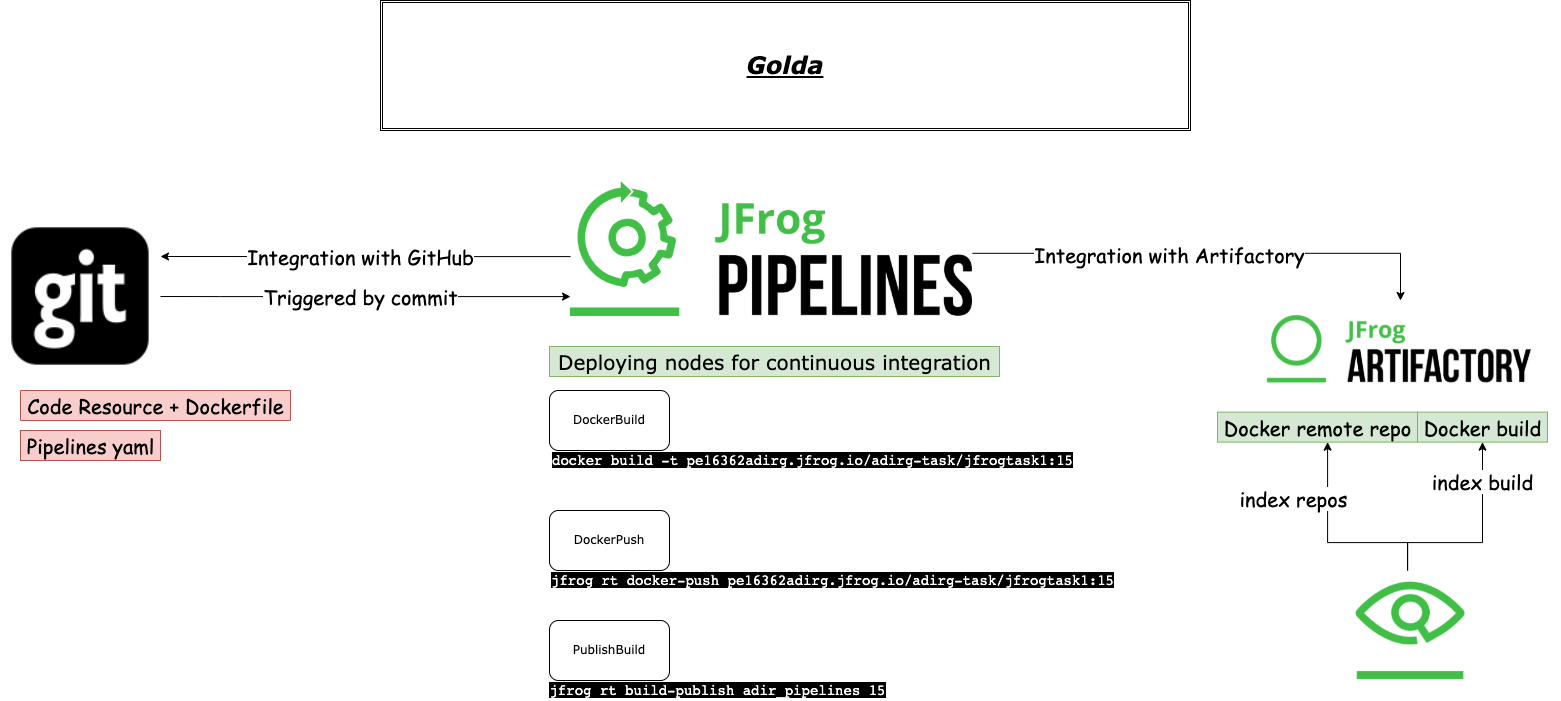 Golda
git
Integration with GitHub
Triggered by commit
JFrog
PIPELINES
Integration with Artifactory
JFrog
ARTIFACTORY
Code Resource + Dockerfile
Pipelines yaml
Deploying nodes for continuous integration
DockerBuild
docker build -t pe16362adirg.jfrog.io/adirg-task/jfrogtask1:15
DockerPush
jfrog rt docker-push pe16362adirg.jfrog.io/adirg-task/jfrogtask1:15
PublishBuild
jfrog rt build-publish adir_pipelines 15
Docker remote repo
Docker build
index repos
index build